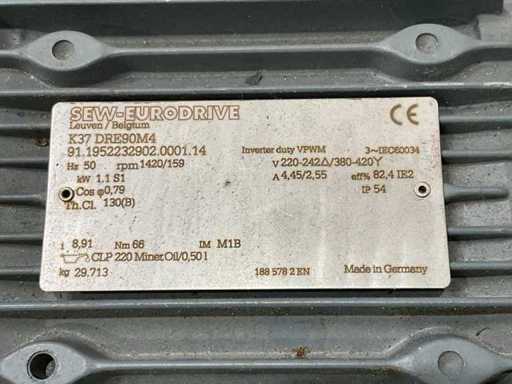 SEW-EURODRIVE
Leuven / Belgium
K37 DRE90M4
91.1952232902.0001.14 Inverter duty VPWM 3~IEC60034
Hz 50 rpm 1420/159 V 220-242Δ/380-420Y
kW 1.1 S1 A 4,45/2,55 eff% 82,4 IE2
Cos φ0,79 IP 54
Th.Cl. 130(B)
i 8,91 Nm 66 IM M1B
CLP 220 Miner.Oil/0,50 l
kg 29.713 188 578 2 EN Made in Germany